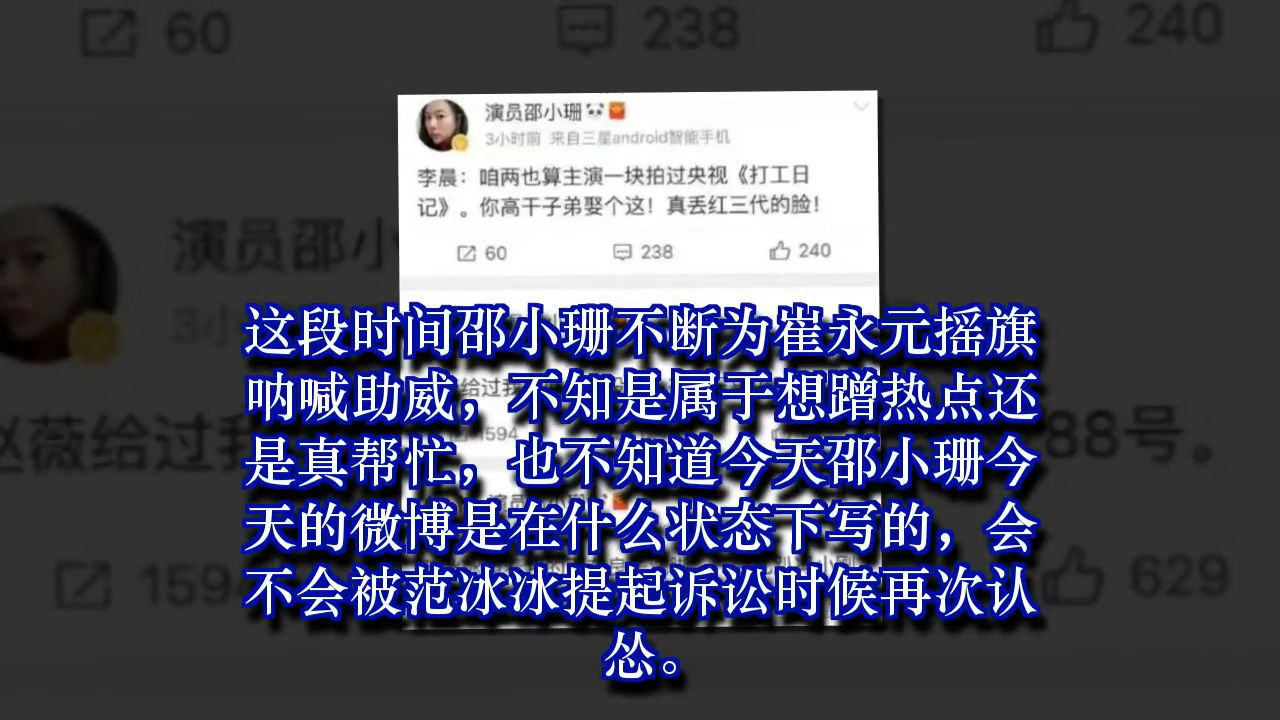 60 238 240
演员邵小珊
3小时前 来自三星android智能手机
李晨：咱两也算主演一块拍过央视《打工日
记》。你高干子弟娶个这！真丢红三代的脸！
60 238 240
演员邵小
3小
这段时间邵小珊不断为崔永元摇旗
呐喊助威，不知是属于想蹭热点还
是真帮忙，也不知道今天邵小珊今
天的微博是在什么状态下写的，会
不会被范冰冰提起诉讼时候再次认
怂。
给过我
1594
赵薇给过我
88号。
159
629